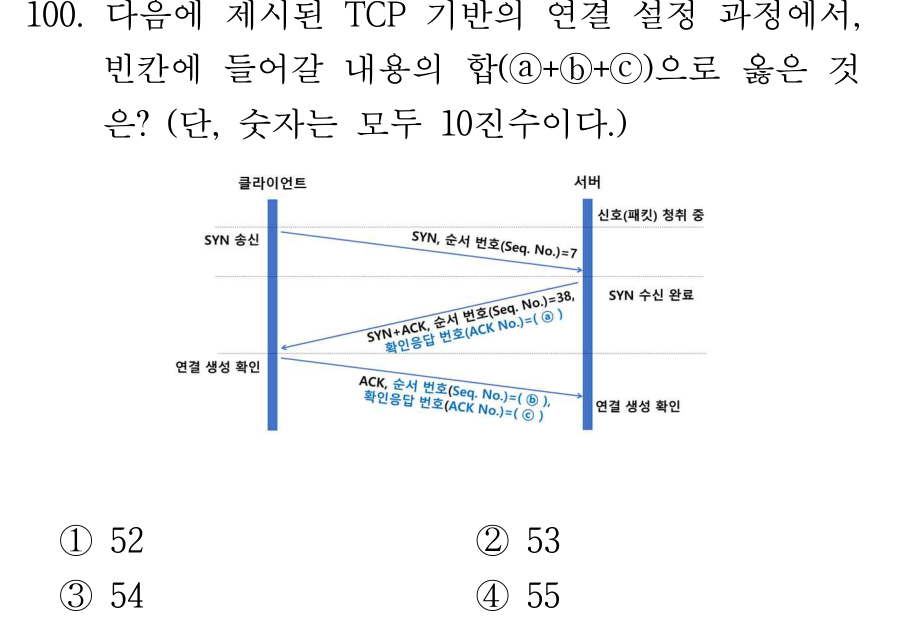 100. 다음에 제시된 TCP 기반의 연결 설정 과정에서,
빈칸에 들어갈 내용의 합(ⓐ+ⓑ+ⓒ)으로 옳은 것
은? (단, 숫자는 모두 10진수이다.)
클라이언트
서버
신호(패킷) 청취 중
SYN 송신
SYN, 순서 번호(Seq. No.)=7
SYN 수신 완료
SYN+ACK, 순서 번호(Seq. No.)=38,
확인응답 번호(ACK No.)=( ⓐ )
연결 생성 확인
ACK, 순서 번호(Seq. No.)=( ⓑ ),
확인응답 번호(ACK No.)=( ⓒ )
연결 생성 확인
① 52 ② 53
③ 54 ④ 55